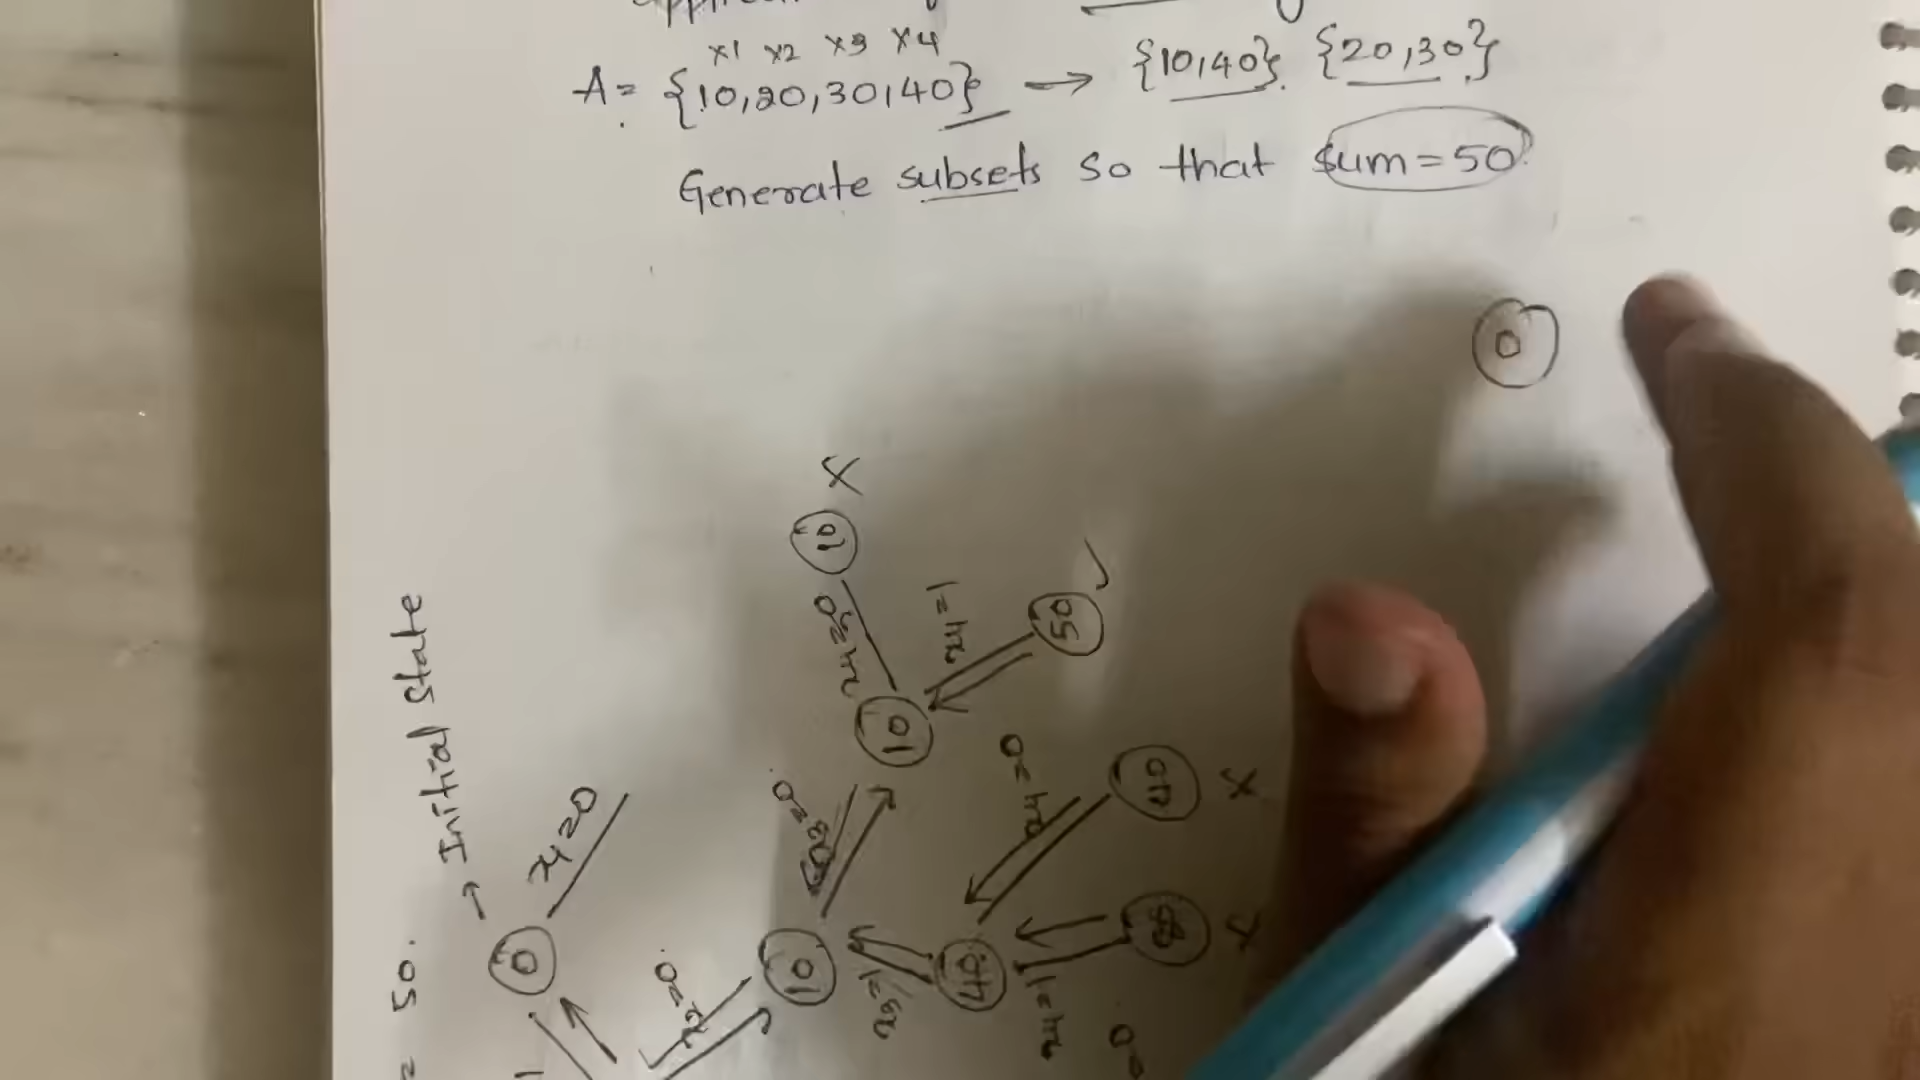 x1 x2 x3 x4
A = {10,20,30,40} → {10,40} {20,30}
Generate subsets so that sum=50
0
X
10
x4=0
x4=1
50
10
x4=0
40
X
x3=0
→ Initial state
x1=0
0
50.
x2=0
10
x3=1
40
x4=1
X
=0